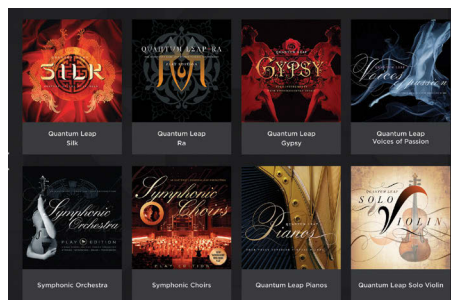 SILK
QUANTUM LEAP RA
GYPSY
Voices of passion
Quantum Leap
Silk
Quantum Leap
Ra
Quantum Leap
Gypsy
Quantum Leap
Voices of Passion
Symphonic
Orchestra
PLAY EDITION
Symphonic
Choirs
PLAY EDITION
QUANTUM LEAP
Pianos
QUANTUM LEAP
SOLO
VIOLIN
Symphonic Orchestra
Symphonic Choirs
Quantum Leap Pianos
Quantum Leap Solo Violin